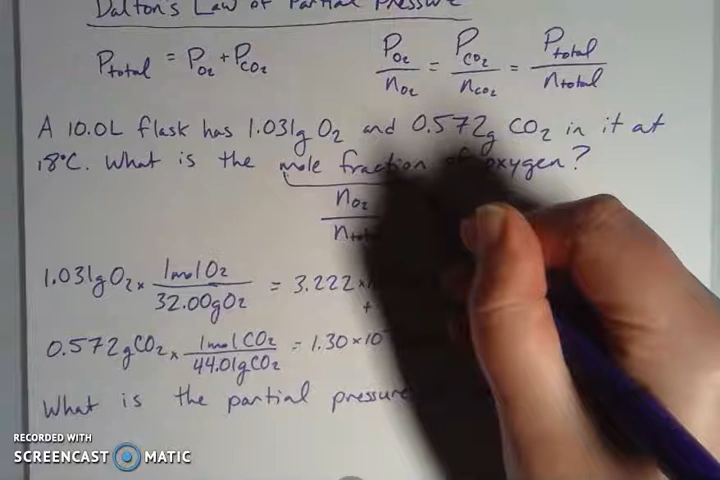 Dalton's Law of Partial Pressure
P_total = P_O₂ + P_CO₂
P_O₂/n_O₂ = P_CO₂/n_CO₂ = P_total/n_total
A 10.0L flask has 1.031g O₂ and 0.572g CO₂ in it at
18°C. What is the mole fraction of oxygen?
n_O₂
1.031g O₂ × 1mol O₂/32.00g O₂ = 3.222 ×
+
0.572g CO₂ × 1mol CO₂/44.01g CO₂ = 1.30 × 10
What is the partial pressure
RECORDED WITH
SCREENCAST MATIC